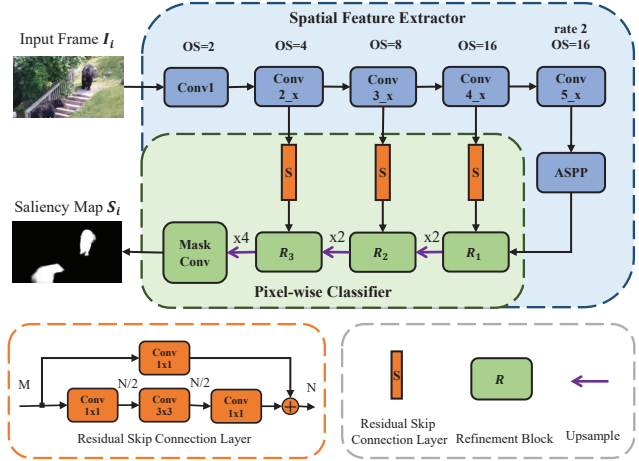 Spatial Feature Extractor
Input Frame I_i
OS=2
OS=4
OS=8
OS=16
rate 2
OS=16
Conv1
Conv
2_x
Conv
3_x
Conv
4_x
Conv
5_x
S
S
S
ASPP
Saliency Map S_i
Mask
Conv
x4
R_3
x2
R_2
x2
R_1
Pixel-wise Classifier
Conv
1x1
M
N/2
N/2
N
Conv
1x1
Conv
3x3
Conv
1x1
Residual Skip Connection Layer
S
R
Residual Skip
Connection Layer
Refinement Block
Upsample